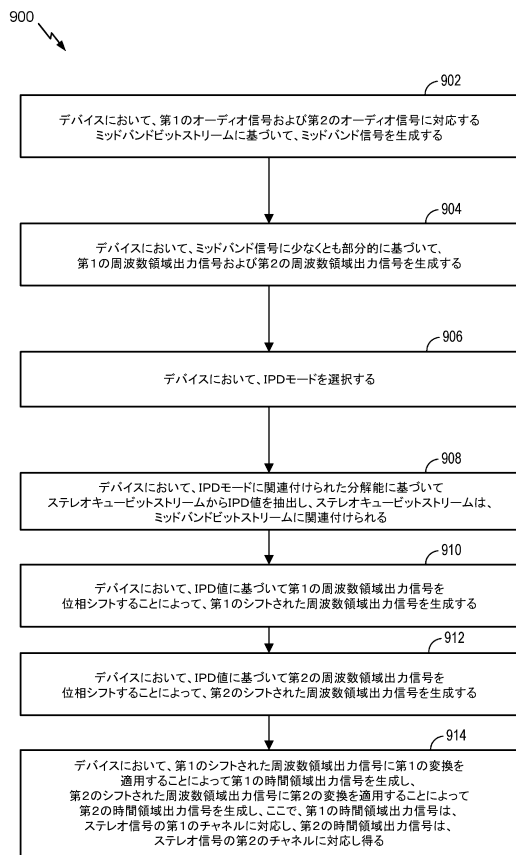 900
902
デバイスにおいて、第1のオーディオ信号および第2のオーディオ信号に対応する
ミッドバンドビットストリームに基づいて、ミッドバンド信号を生成する
904
デバイスにおいて、ミッドバンド信号に少なくとも部分的に基づいて、
第1の周波数領域出力信号および第2の周波数領域出力信号を生成する
906
デバイスにおいて、IPDモードを選択する
908
デバイスにおいて、IPDモードに関連付けられた分解能に基づいて
ステレオキュービットストリームからIPD値を抽出し、ステレオキュービットストリームは、
ミッドバンドビットストリームに関連付けられる
910
デバイスにおいて、IPD値に基づいて第1の周波数領域出力信号を
位相シフトすることによって、第1のシフトされた周波数領域出力信号を生成する
912
デバイスにおいて、IPD値に基づいて第2の周波数領域出力信号を
位相シフトすることによって、第2のシフトされた周波数領域出力信号を生成する
914
デバイスにおいて、第1のシフトされた周波数領域出力信号に第1の変換を
適用することによって第1の時間領域出力信号を生成し、
第2のシフトされた周波数領域出力信号に第2の変換を適用することによって
第2の時間領域出力信号を生成し、ここで、第1の時間領域出力信号は、
ステレオ信号の第1のチャネルに対応し、第2の時間領域出力信号は、
ステレオ信号の第2のチャネルに対応し得る